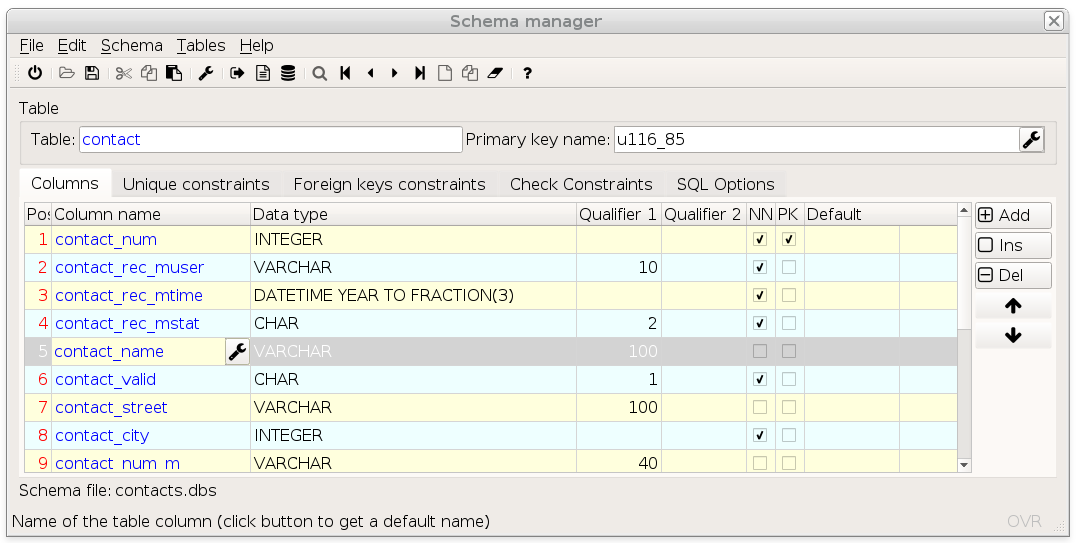 Schema manager
File Edit Schema Tables Help
?
Table
Table: contact Primary key name: u116_85
Columns Unique constraints Foreign keys constraints Check Constraints SQL Options
Pos Column name Data type Qualifier 1 Qualifier 2 NN PK Default
1 contact_num INTEGER
2 contact_rec_muser VARCHAR 10
3 contact_rec_mtime DATETIME YEAR TO FRACTION(3)
4 contact_rec_mstat CHAR 2
5 contact_name VARCHAR 100
6 contact_valid CHAR 1
7 contact_street VARCHAR 100
8 contact_city INTEGER
9 contact_num_m VARCHAR 40
Add
Ins
Del
Schema file: contacts.dbs
Name of the table column (click button to get a default name) OVR